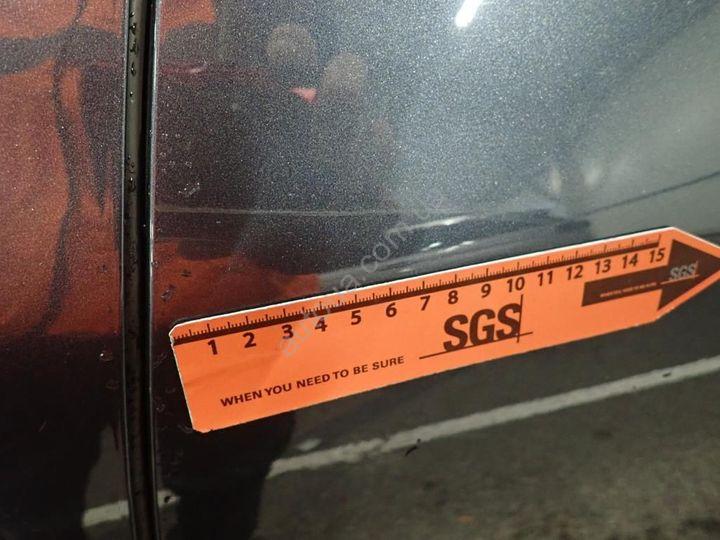 1 2 3 4 5 6 7 8 9 10 11 12 13 14 15
SGS
SGS
WHEN YOU NEED TO BE SURE